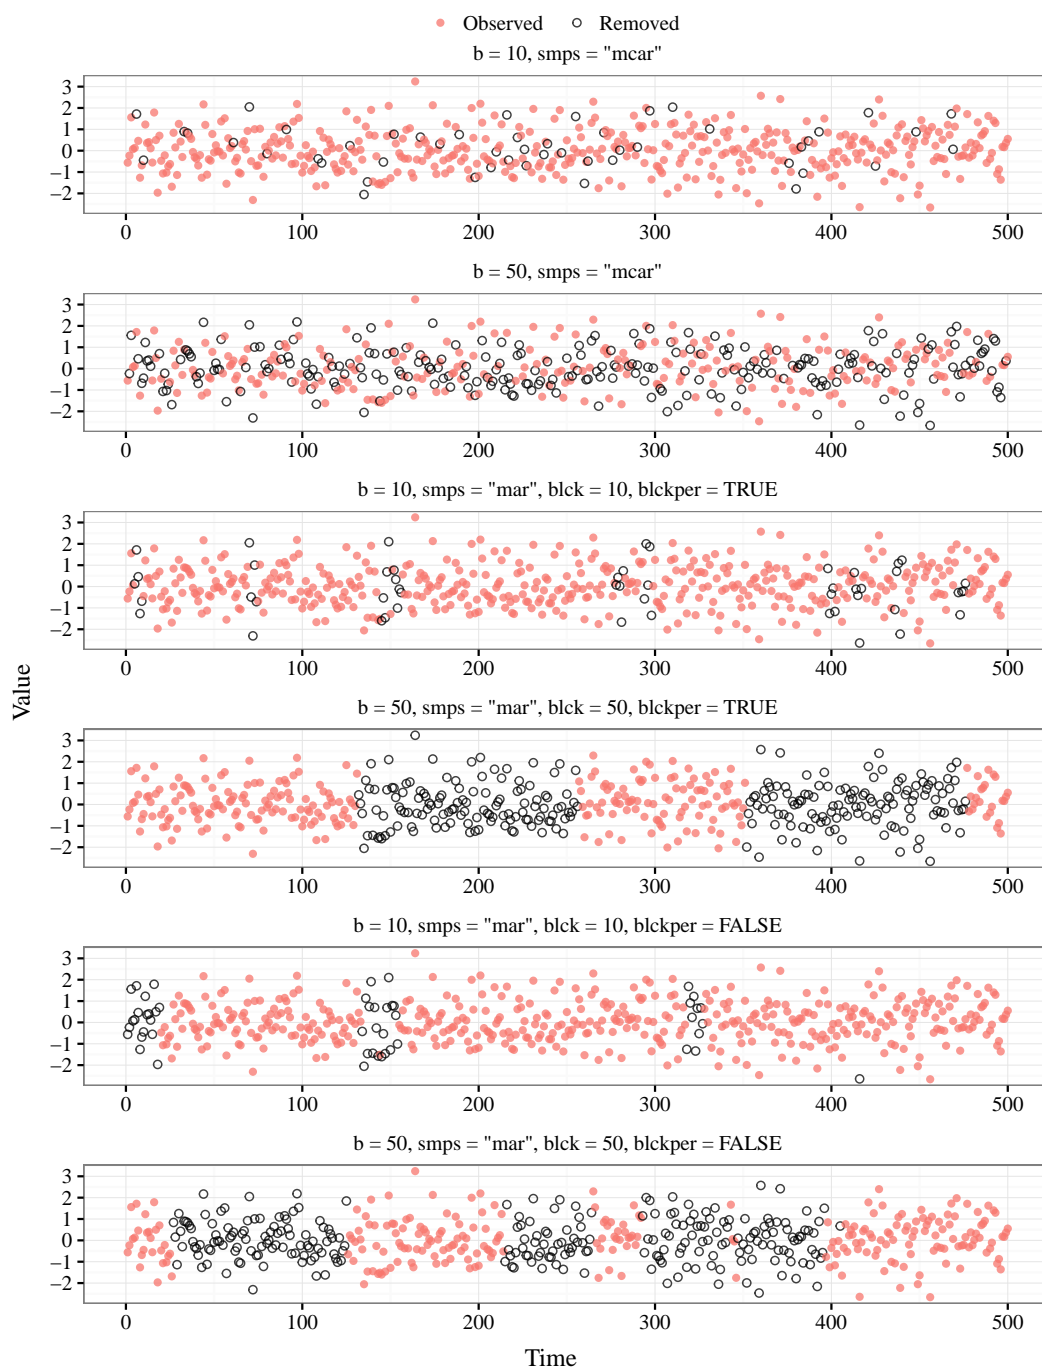 Observed Removed
b = 10, smps = "mcar"
3
2
1
0
−1
−2
0 100 200 300 400 500
b = 50, smps = "mcar"
3
2
1
0
−1
−2
0 100 200 300 400 500
b = 10, smps = "mar", blck = 10, blckper = TRUE
3
2
1
0
−1
−2
0 100 200 300 400 500
Value
b = 50, smps = "mar", blck = 50, blckper = TRUE
3
2
1
0
−1
−2
0 100 200 300 400 500
b = 10, smps = "mar", blck = 10, blckper = FALSE
3
2
1
0
−1
−2
0 100 200 300 400 500
b = 50, smps = "mar", blck = 50, blckper = FALSE
3
2
1
0
−1
−2
0 100 200 300 400 500
Time